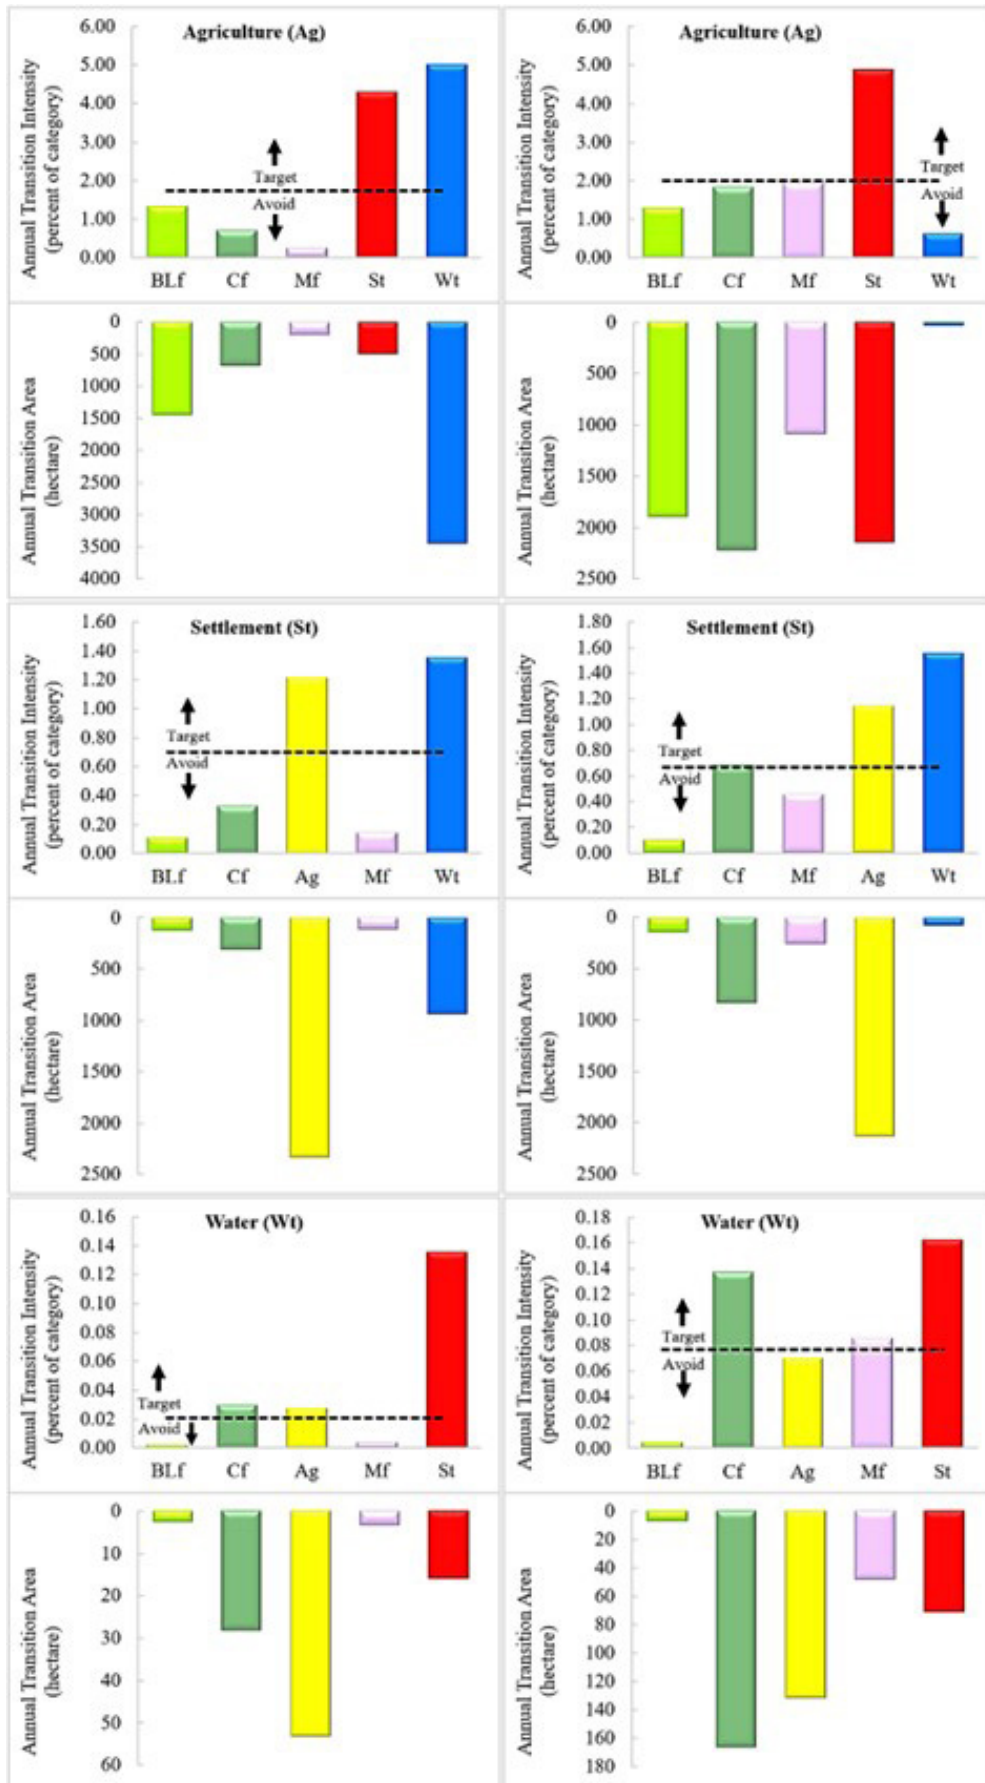 Agriculture (Ag)
Annual Transition Intensity
(percent of category)
6.00
5.00
4.00
3.00
2.00
1.00
0.00
Target
Avoid
BLf Cf Mf St Wt
Annual Transition Area
(hectare)
0
500
1000
1500
2000
2500
3000
3500
4000
Agriculture (Ag)
Annual Transition Intensity
(percent of category)
6.00
5.00
4.00
3.00
2.00
1.00
0.00
Target
Avoid
BLf Cf Mf St Wt
Annual Transition Area
(hectare)
0
500
1000
1500
2000
2500
Settlement (St)
Annual Transition Intensity
(percent of category)
1.60
1.40
1.20
1.00
0.80
0.60
0.40
0.20
0.00
Target
Avoid
BLf Cf Ag Mf Wt
Annual Transition Area
(hectare)
0
500
1000
1500
2000
2500
Settlement (St)
Annual Transition Intensity
(percent of category)
1.80
1.60
1.40
1.20
1.00
0.80
0.60
0.40
0.20
0.00
Target
Avoid
BLf Cf Mf Ag Wt
Annual Transition Area
(hectare)
0
500
1000
1500
2000
2500
Water (Wt)
Annual Transition Intensity
(percent of category)
0.16
0.14
0.12
0.10
0.08
0.06
0.04
0.02
0.00
Target
Avoid
BLf Cf Ag Mf St
Annual Transition Area
(hectare)
0
10
20
30
40
50
60
Water (Wt)
Annual Transition Intensity
(percent of category)
0.18
0.16
0.14
0.12
0.10
0.08
0.06
0.04
0.02
0.00
Target
Avoid
BLf Cf Ag Mf St
Annual Transition Area
(hectare)
0
20
40
60
80
100
120
140
160
180